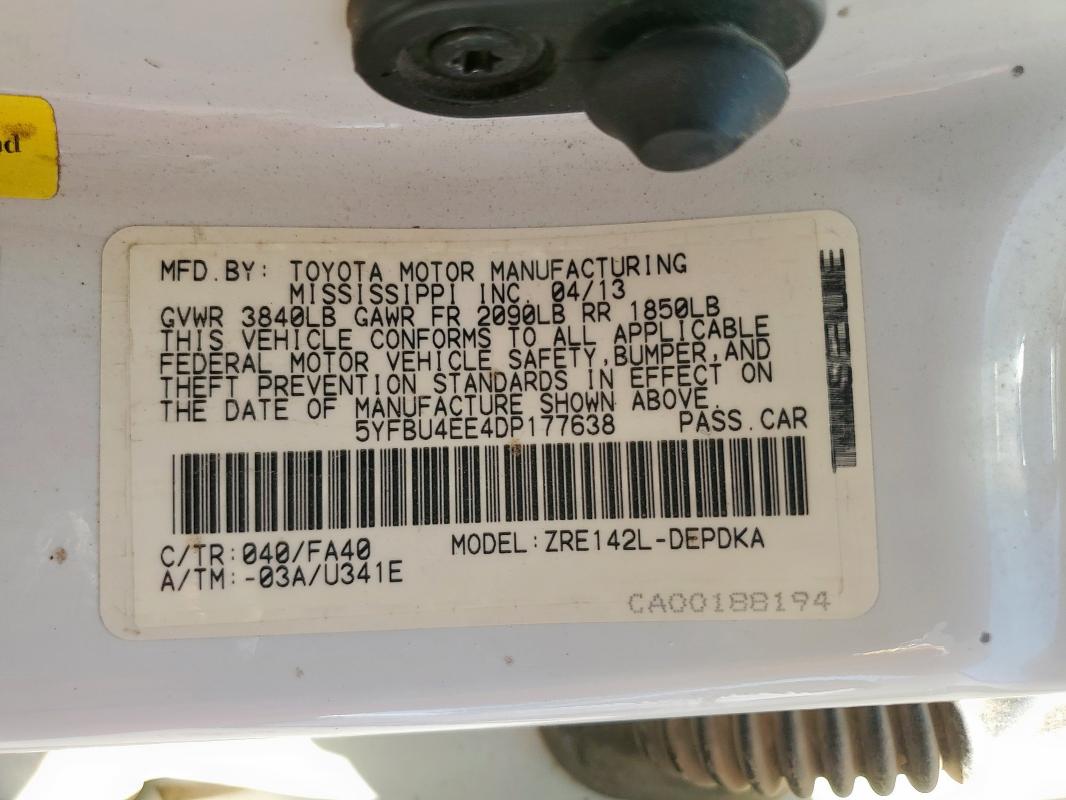 MFD.BY: TOYOTA MOTOR MANUFACTURING
MISSISSIPPI INC. 04/13
GVWR 3840LB GAWR FR 2090LB RR 1850LB
THIS VEHICLE CONFORMS TO ALL APPLICABLE
FEDERAL MOTOR VEHICLE SAFETY,BUMPER,AND
THEFT PREVENTION STANDARDS IN EFFECT ON
THE DATE OF MANUFACTURE SHOWN ABOVE.
5YFBU4EE4DP177638 PASS.CAR
C/TR:040/FA40 MODEL:ZRE142L-DEPDKA
A/TM:-03A/U341E
CA00188194